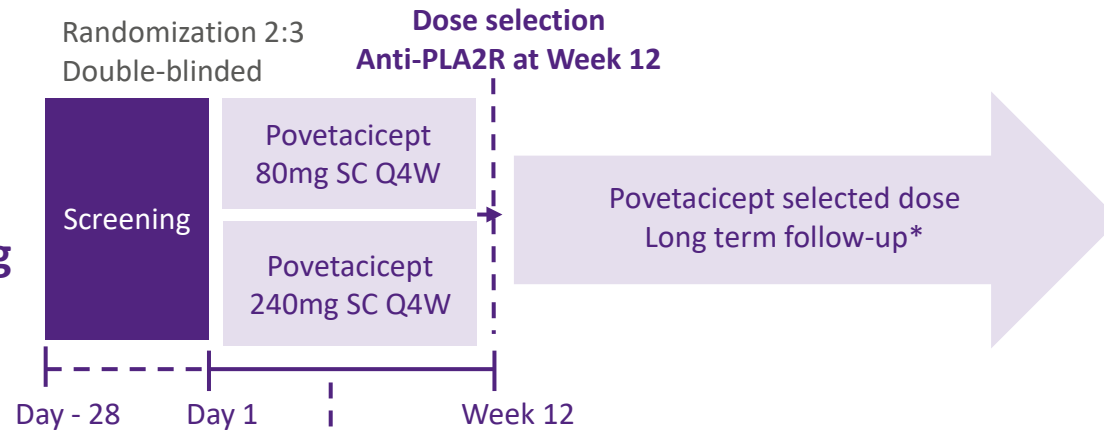 Randomization 2:3
Double-blinded
Dose selection
Anti-PLA2R at Week 12
Screening
Povetacicept
80mg SC Q4W
Povetacicept
240mg SC Q4W
Povetacicept selected dose
Long term follow-up*
g
Day - 28
Day 1
Week 12